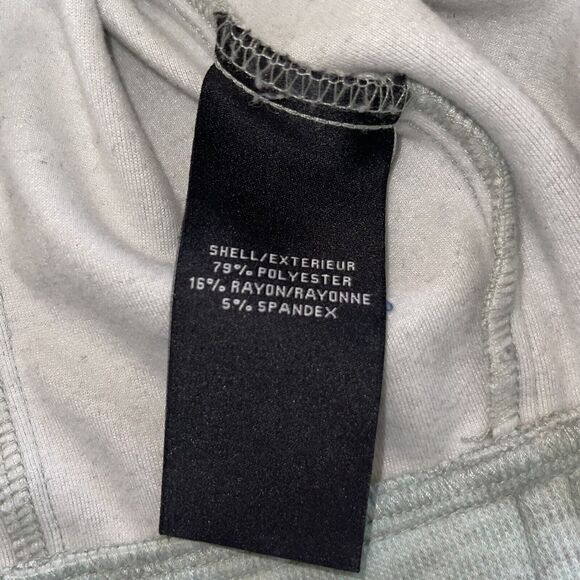 SHELL/EXTERIEUR
79% POLYESTER
16% RAYON/RAYONNE
5% SPANDEX